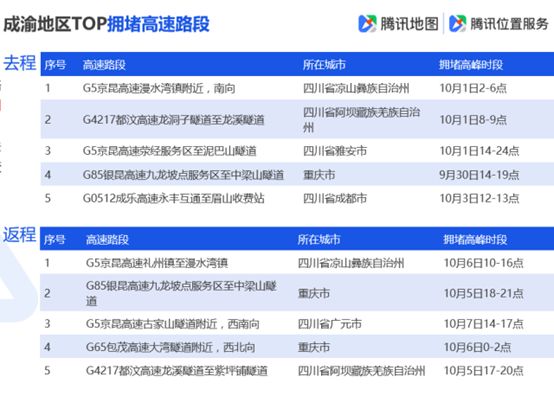 成渝地区TOP拥堵高速路段
腾讯地图 腾讯位置服务
去程
序号 高速路段 所在城市 拥堵高峰时段
1 G5京昆高速漫水湾镇附近，南向 四川省凉山彝族自治州 10月1日2-6点
2 G4217都汶高速龙洞子隧道至龙溪隧道 四川省阿坝藏族羌族自治
州 10月1日8-9点
3 G5京昆高速荥经服务区至泥巴山隧道 四川省雅安市 10月1日14-24点
4 G85银昆高速九龙坡点服务区至中梁山隧道 重庆市 9月30日14-19点
5 G0512成乐高速永丰互通至眉山收费站 四川省成都市 10月3日12-13点
返程
序号 高速路段 所在城市 拥堵高峰时段
1 G5京昆高速礼州镇至漫水湾镇 四川省凉山彝族自治州 10月6日10-16点
2 G85银昆高速九龙坡点服务区至中梁山隧
道 重庆市 10月5日18-21点
3 G5京昆高速古家山隧道附近，西南向 四川省广元市 10月7日14-17点
4 G65包茂高速大湾隧道附近，西北向 重庆市 10月6日0-2点
5 G4217都汶高速龙溪隧道至紫坪铺隧道 四川省阿坝藏族羌族自治州 10月5日17-20点